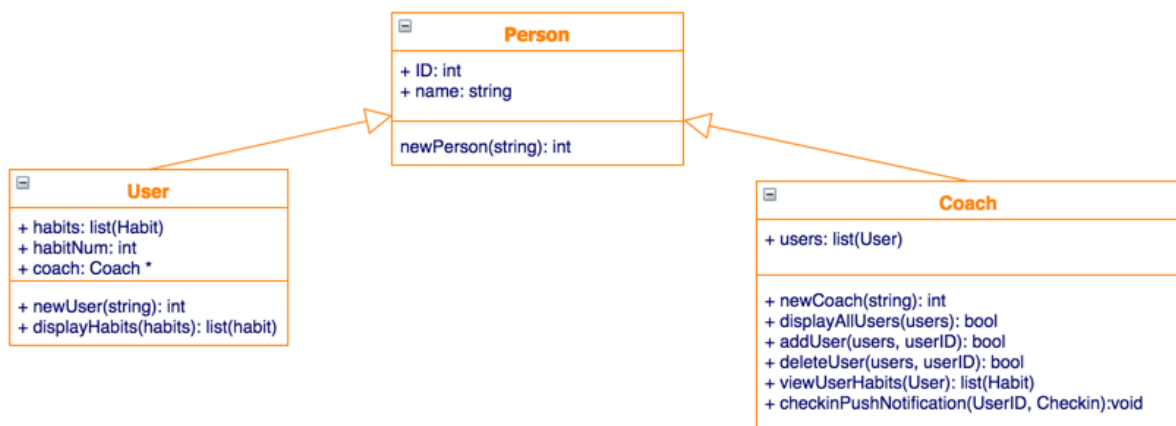 Person
+ ID: int
+ name: string
newPerson(string): int
User
+ habits: list(Habit)
+ habitNum: int
+ coach: Coach *
+ newUser(string): int
+ displayHabits(habits): list(habit)
Coach
+ users: list(User)
+ newCoach(string): int
+ displayAllUsers(users): bool
+ addUser(users, userID): bool
+ deleteUser(users, userID): bool
+ viewUserHabits(User): list(Habit)
+ checkinPushNotification(UserID, Checkin):void